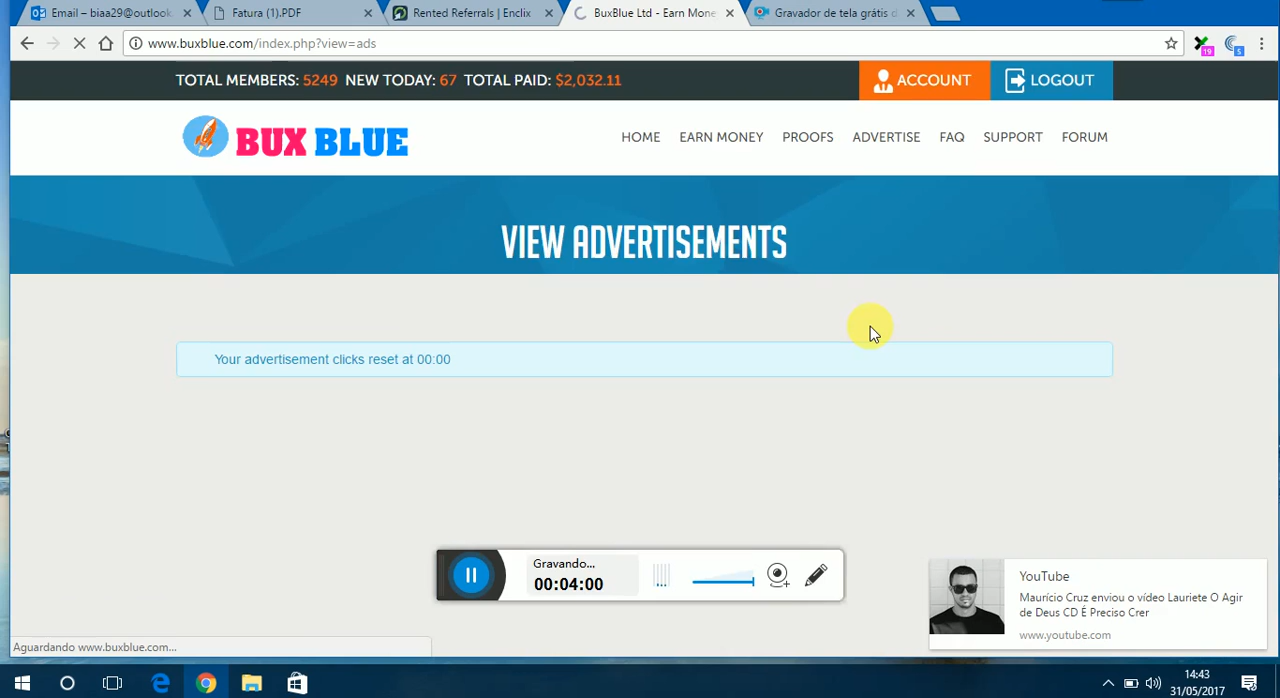 Email – biaa29@outlook.
Fatura (1).PDF
Rented Referrals | Enclix
BuxBlue Ltd - Earn Mone
Gravador de tela grátis d
www.buxblue.com/index.php?view=ads
19
5
TOTAL MEMBERS: 5249 NEW TODAY: 67 TOTAL PAID: $2,032.11
ACCOUNT
LOGOUT
BUX BLUE
HOME
EARN MONEY
PROOFS
ADVERTISE
FAQ
SUPPORT
FORUM
VIEW ADVERTISEMENTS
Your advertisement clicks reset at 00:00
Gravando...
00:04:00
YouTube
Maurício Cruz enviou o vídeo Lauriete O Agir
de Deus CD É Preciso Crer
www.youtube.com
Aguardando www.buxblue.com...
14:43
31/05/2017